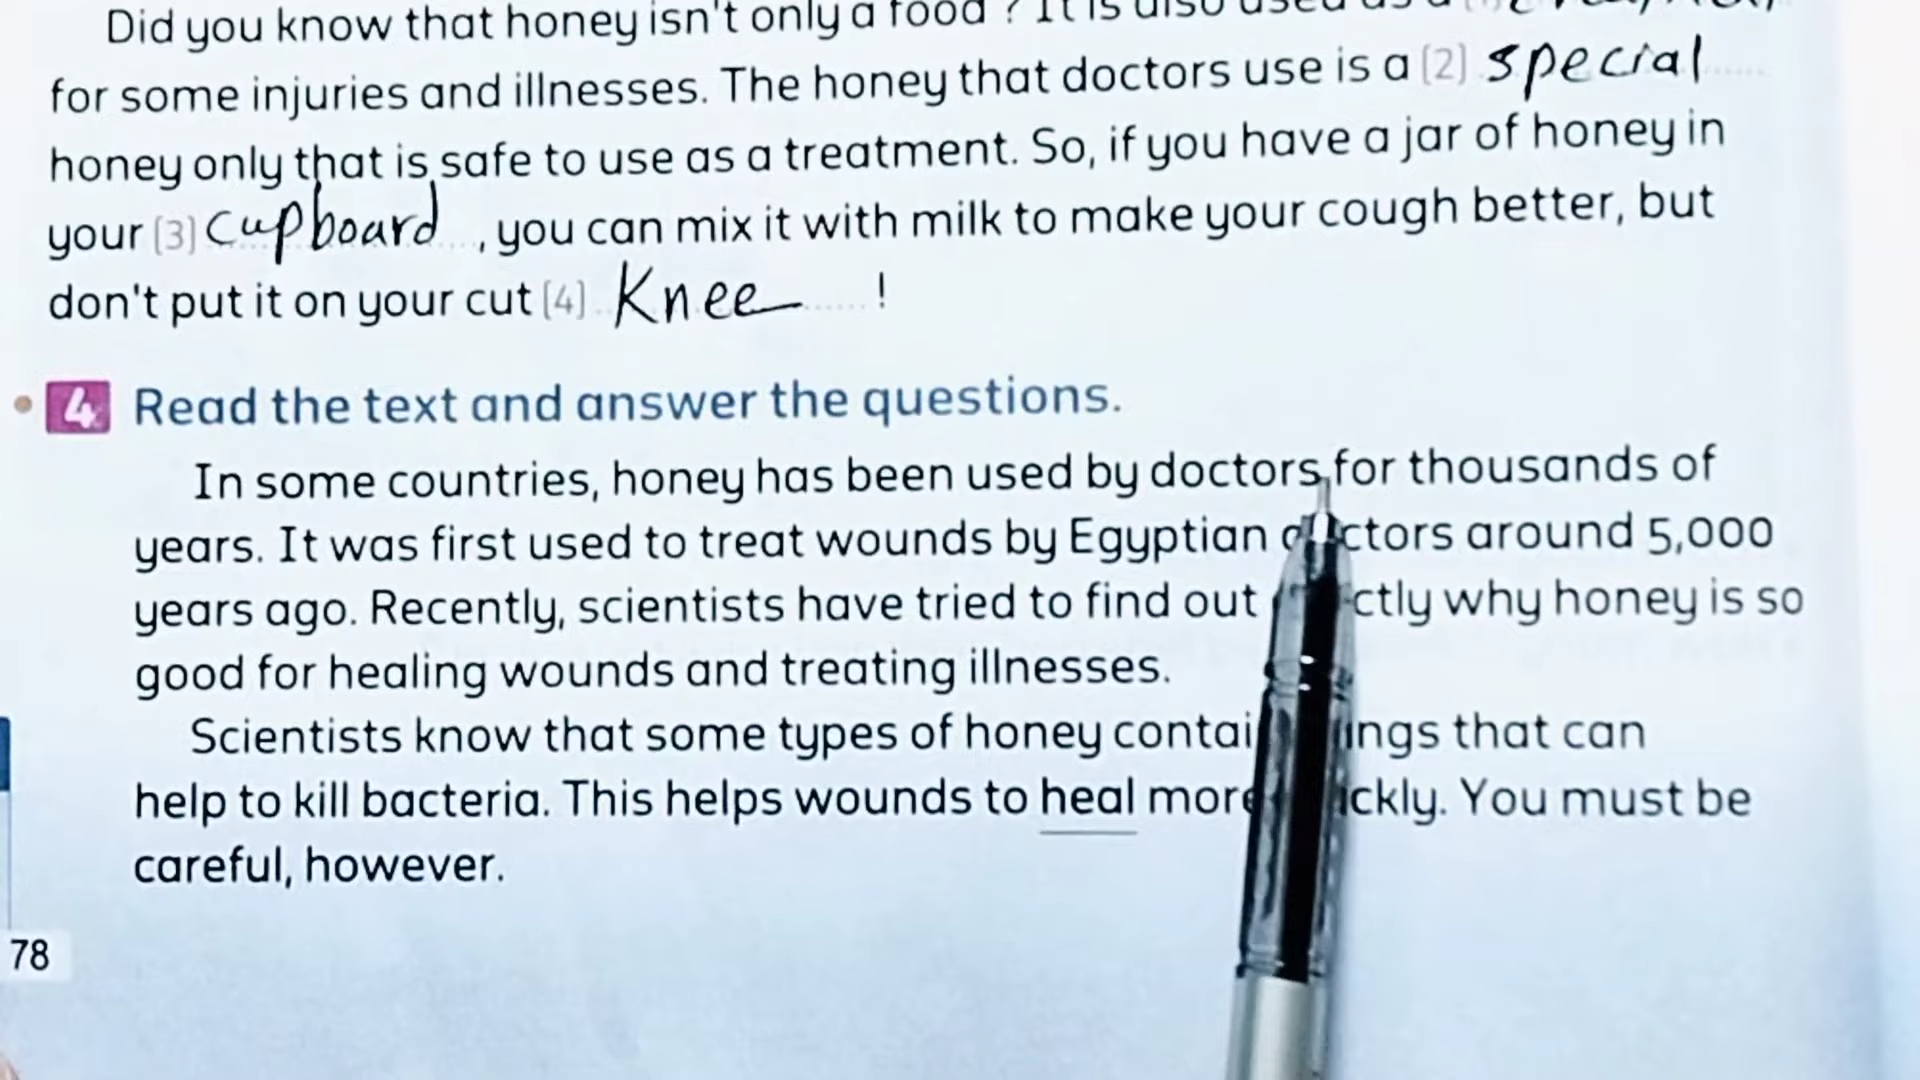 Did you know that honey isn't only a food ? It is also used as a
for some injuries and illnesses. The honey that doctors use is a (2) special
honey only that is safe to use as a treatment. So, if you have a jar of honey in
your (3) cupboard , you can mix it with milk to make your cough better, but
don't put it on your cut (4) Knee !
4 Read the text and answer the questions.
In some countries, honey has been used by doctors for thousands of
years. It was first used to treat wounds by Egyptian doctors around 5,000
years ago. Recently, scientists have tried to find out exactly why honey is so
good for healing wounds and treating illnesses.
Scientists know that some types of honey contain things that can
help to kill bacteria. This helps wounds to heal more quickly. You must be
careful, however.
78